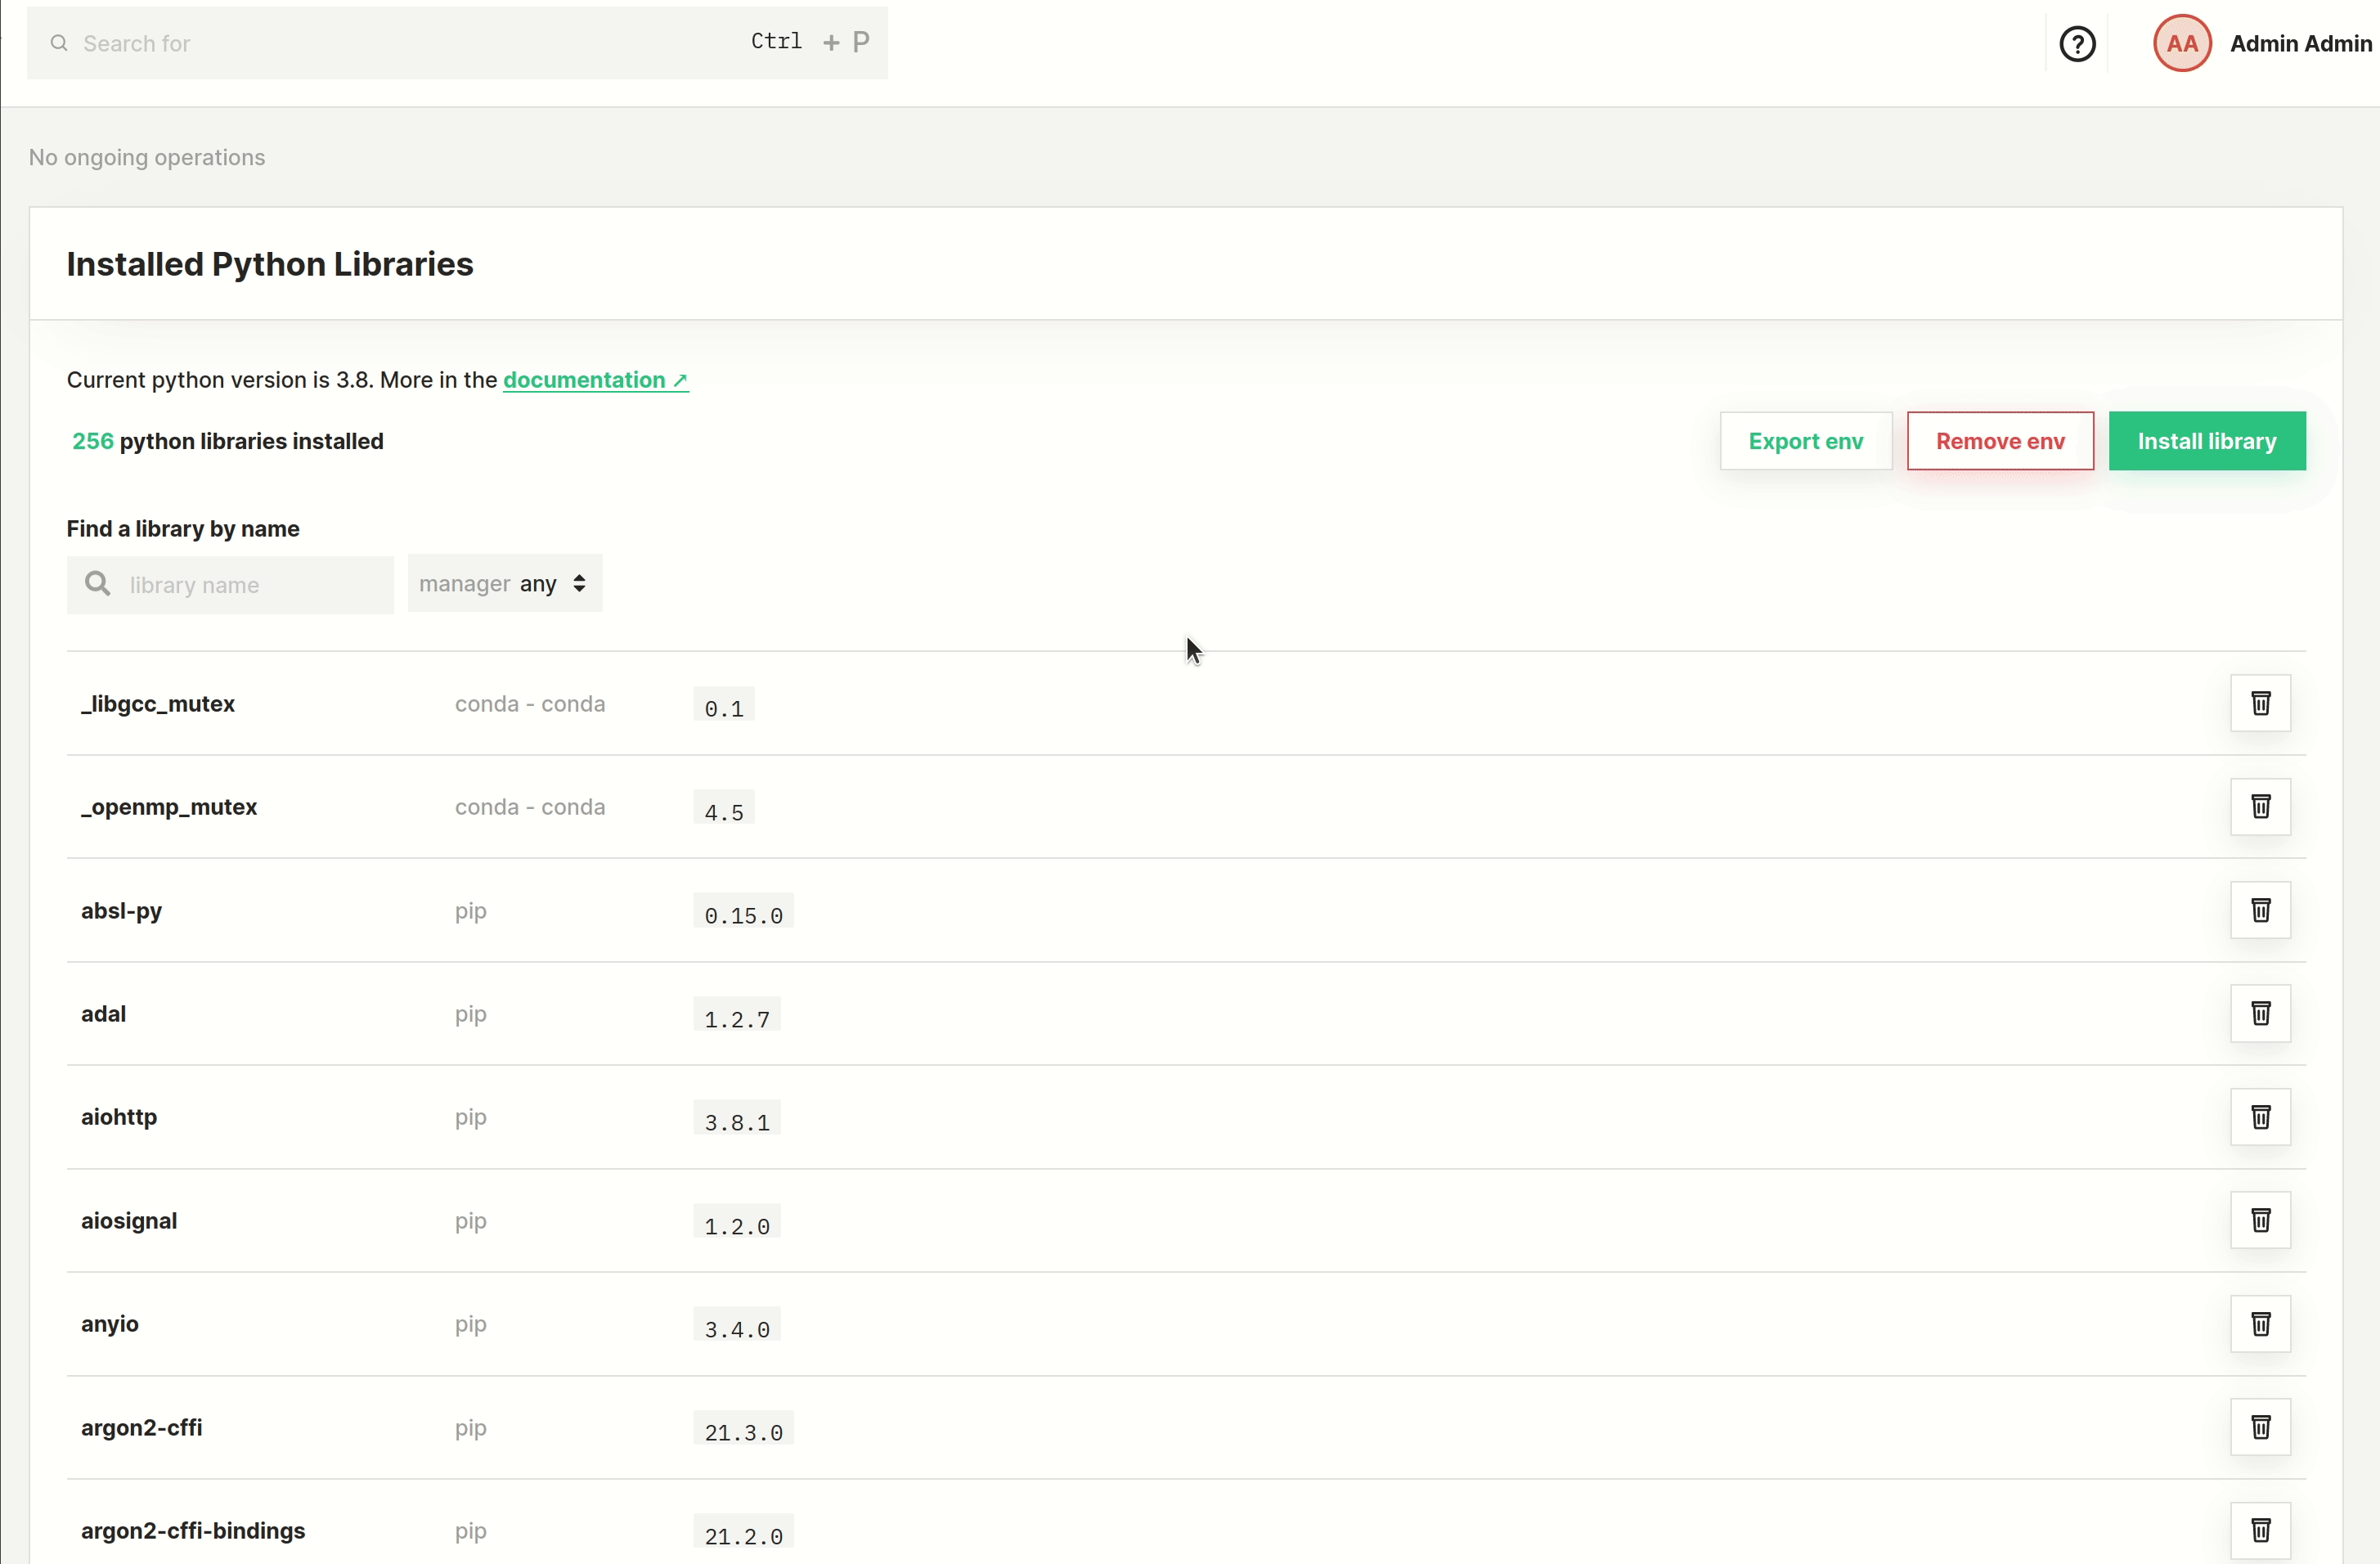 Search for Ctrl + P ? AA Admin Admin
No ongoing operations
Installed Python Libraries
Current python version is 3.8. More in the documentation ↗
256 python libraries installed Export env Remove env Install library
Find a library by name
library name manager any
_libgcc_mutex conda - conda 0.1
_openmp_mutex conda - conda 4.5
absl-py pip 0.15.0
adal pip 1.2.7
aiohttp pip 3.8.1
aiosignal pip 1.2.0
anyio pip 3.4.0
argon2-cffi pip 21.3.0
argon2-cffi-bindings pip 21.2.0